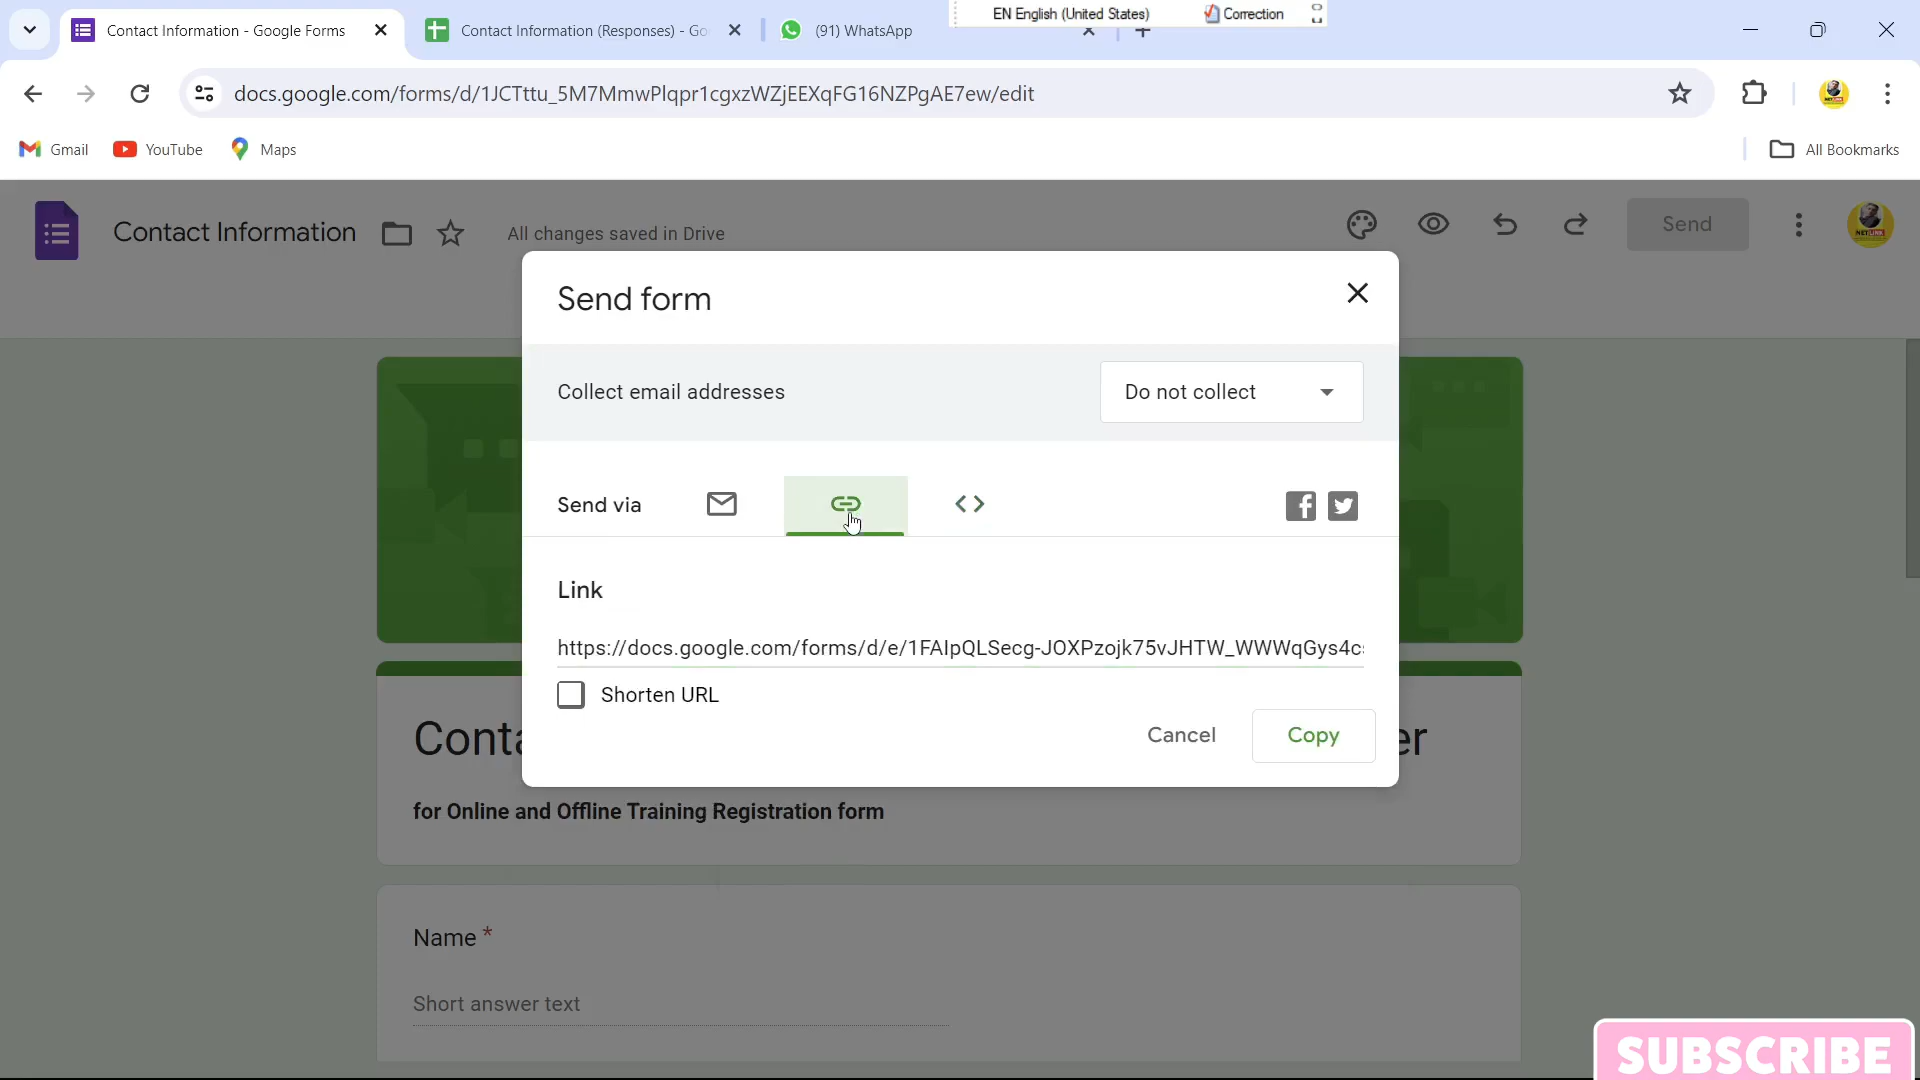 Contact Information - Google Forms
Contact Information (Responses) - Go
(91) WhatsApp
EN English (United States)
Correction
docs.google.com/forms/d/1JCTttu_5M7MmwPlqpr1cgxzWZjEEXqFG16NZPgAE7ew/edit
Gmail
YouTube
Maps
All Bookmarks
Contact Information
All changes saved in Drive
Send
Send form
Collect email addresses
Do not collect
Send via
Link
https://docs.google.com/forms/d/e/1FAIpQLSecg-JOXPzojk75vJHTW_WWWqGys4c
Shorten URL
Cancel
Copy
Conta
er
for Online and Offline Training Registration form
Name *
Short answer text
SUBSCRIBE